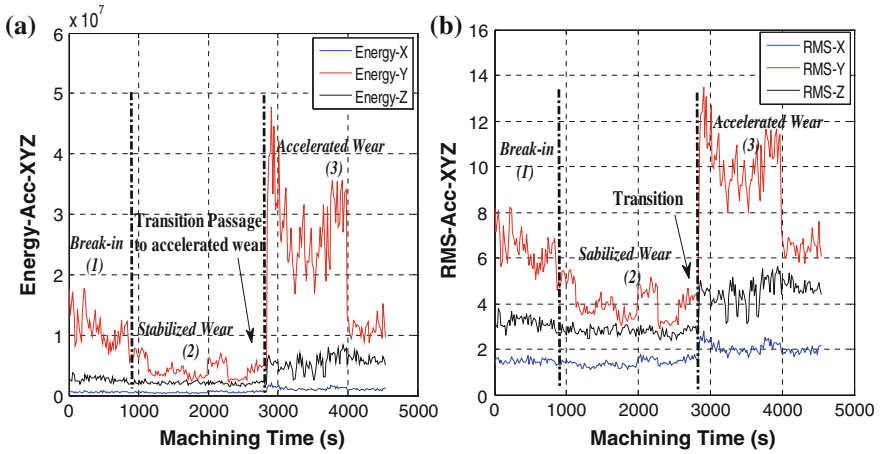 (a)
x 10^7
6
5
4
3
2
1
0
0 1000 2000 3000 4000 5000
Energy-Acc-XYZ
Machining Time (s)
Energy-X
Energy-Y
Energy-Z
Break-in
(1)
Stabilized Wear
(2)
Transition Passage
to accelerated wear
Accelerated Wear
(3)
(b)
16
14
12
10
8
6
4
2
0
0 1000 2000 3000 4000 5000
RMS-Acc-XYZ
Machining Time (s)
RMS-X
RMS-Y
RMS-Z
Break-in
(1)
Sabilized Wear
(2)
Transition
Accelerated Wear
(3)